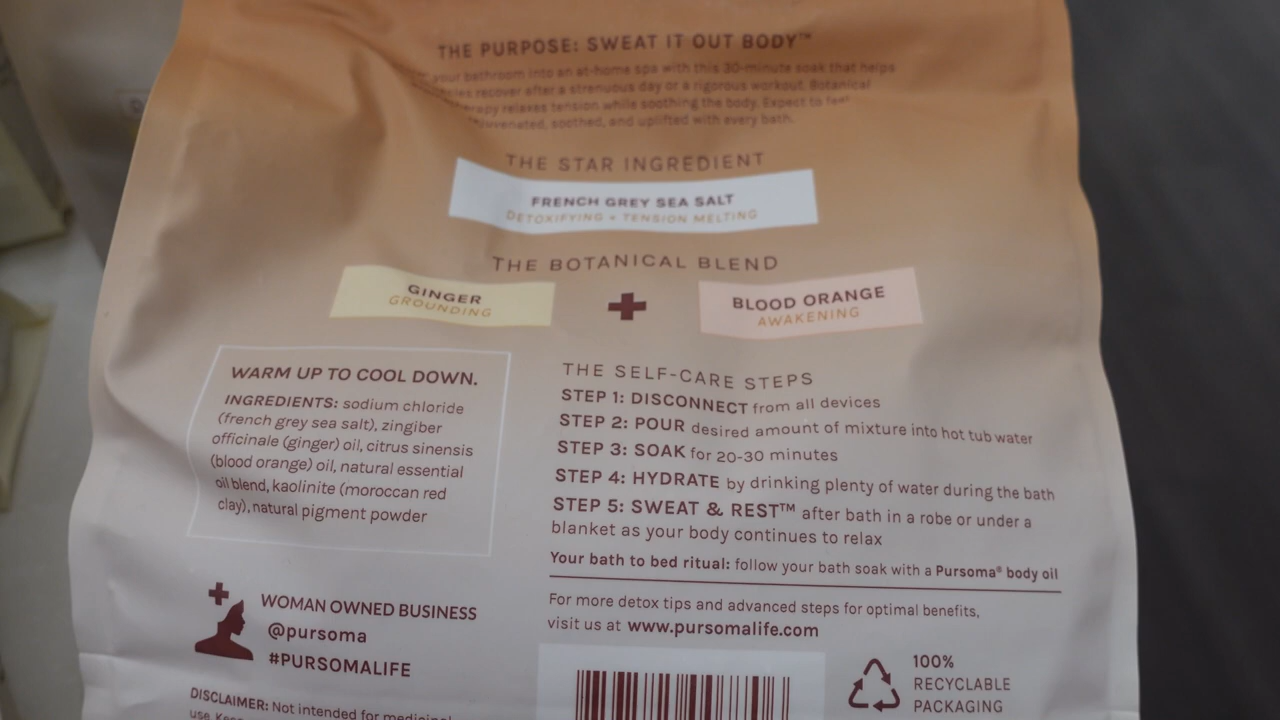 THE PURPOSE: SWEAT IT OUT BODY™
your bathroom into an at-home spa with this 30-minute soak that helps
recover after a strenuous day or a rigorous workout. Botanical
relaxes tension while soothing the body. Expect to feel
soothed, and uplifted with every bath.
THE STAR INGREDIENT
FRENCH GREY SEA SALT
DETOXIFYING + TENSION MELTING
THE BOTANICAL BLEND
GINGER
GROUNDING
+
BLOOD ORANGE
AWAKENING
WARM UP TO COOL DOWN.
INGREDIENTS: sodium chloride
(french grey sea salt), zingiber
officinale (ginger) oil, citrus sinensis
(blood orange) oil, natural essential
oil blend, kaolinite (moroccan red
clay), natural pigment powder
THE SELF-CARE STEPS
STEP 1: DISCONNECT from all devices
STEP 2: POUR desired amount of mixture into hot tub water
STEP 3: SOAK for 20-30 minutes
STEP 4: HYDRATE by drinking plenty of water during the bath
STEP 5: SWEAT & REST™ after bath in a robe or under a
blanket as your body continues to relax
Your bath to bed ritual: follow your bath soak with a Pursoma® body oil
For more detox tips and advanced steps for optimal benefits,
visit us at www.pursomalife.com
WOMAN OWNED BUSINESS
@pursoma
#PURSOMALIFE
100%
RECYCLABLE
PACKAGING
DISCLAIMER: Not intended for medicinal
use. Keep